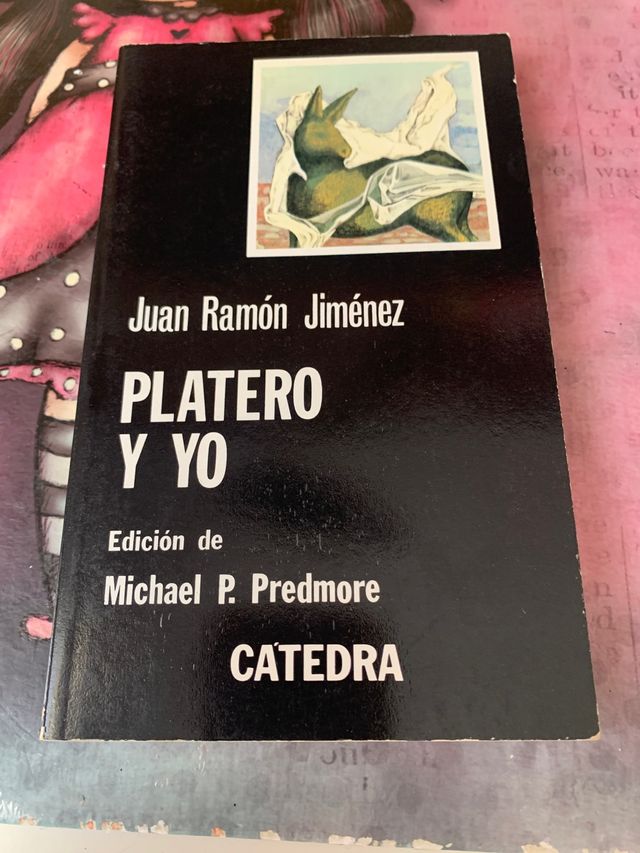 Juan Ramón Jiménez
PLATERO
Y YO
Edición de
Michael P. Predmore
CÁTEDRA